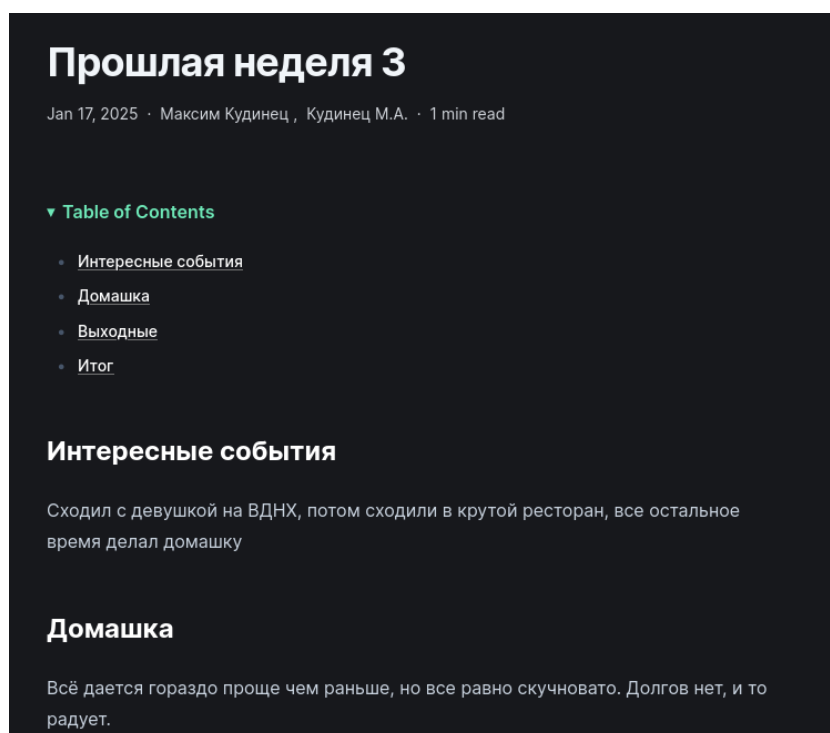 Прошлая неделя 3
Jan 17, 2025 · Максим Кудинец , Кудинец М.А. · 1 min read
▾ Table of Contents
• Интересные события
• Домашка
• Выходные
• Итог
Интересные события
Сходил с девушкой на ВДНХ, потом сходили в крутой ресторан, все остальное
время делал домашку
Домашка
Всё дается гораздо проще чем раньше, но все равно скучновато. Долгов нет, и то
радует.